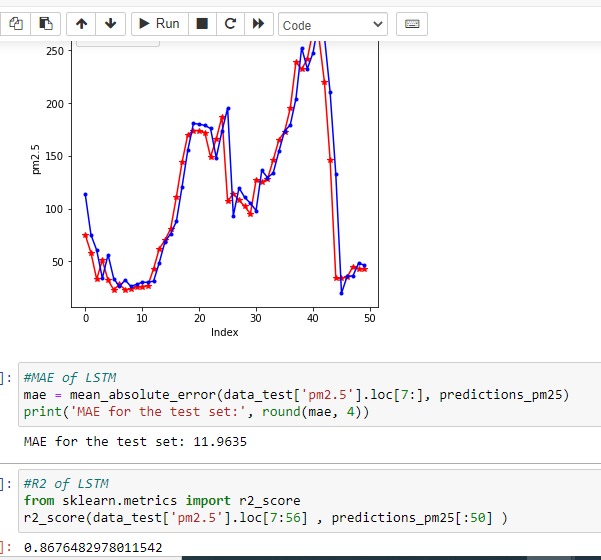 Run
Code
250
200
150
100
50
pm2.5
0 10 20 30 40 50
Index
]: #MAE of LSTM
mae = mean_absolute_error(data_test['pm2.5'].loc[7:], predictions_pm25)
print('MAE for the test set:', round(mae, 4))
MAE for the test set: 11.9635
]: #R2 of LSTM
from sklearn.metrics import r2_score
r2_score(data_test['pm2.5'].loc[7:56] , predictions_pm25[:50] )
]: 0.8676482978011542